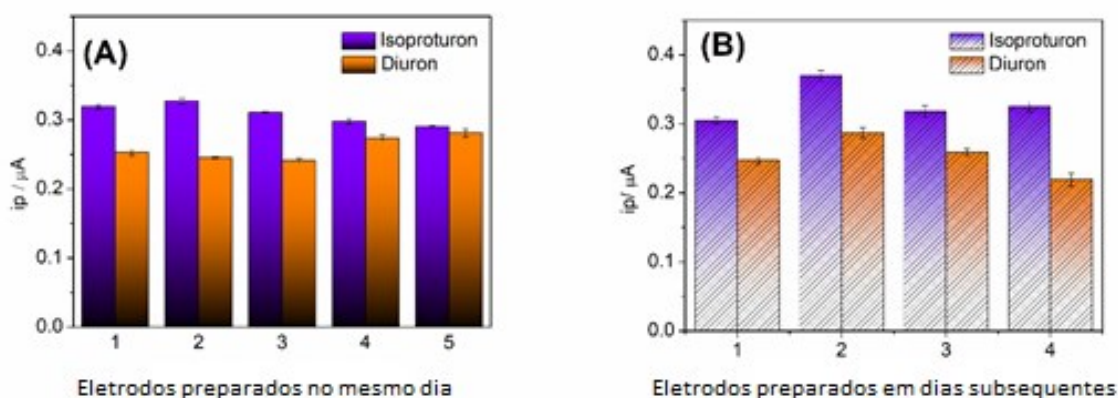 (A)
Isoproturon
Diuron
ip / μA
0.4
0.3
0.2
0.1
0.0
1 2 3 4 5
Eletrodos preparados no mesmo dia
(B)
Isoproturon
Diuron
ip/ μA
0.4
0.3
0.2
0.1
0.0
1 2 3 4
Eletrodos preparados em dias subsequentes